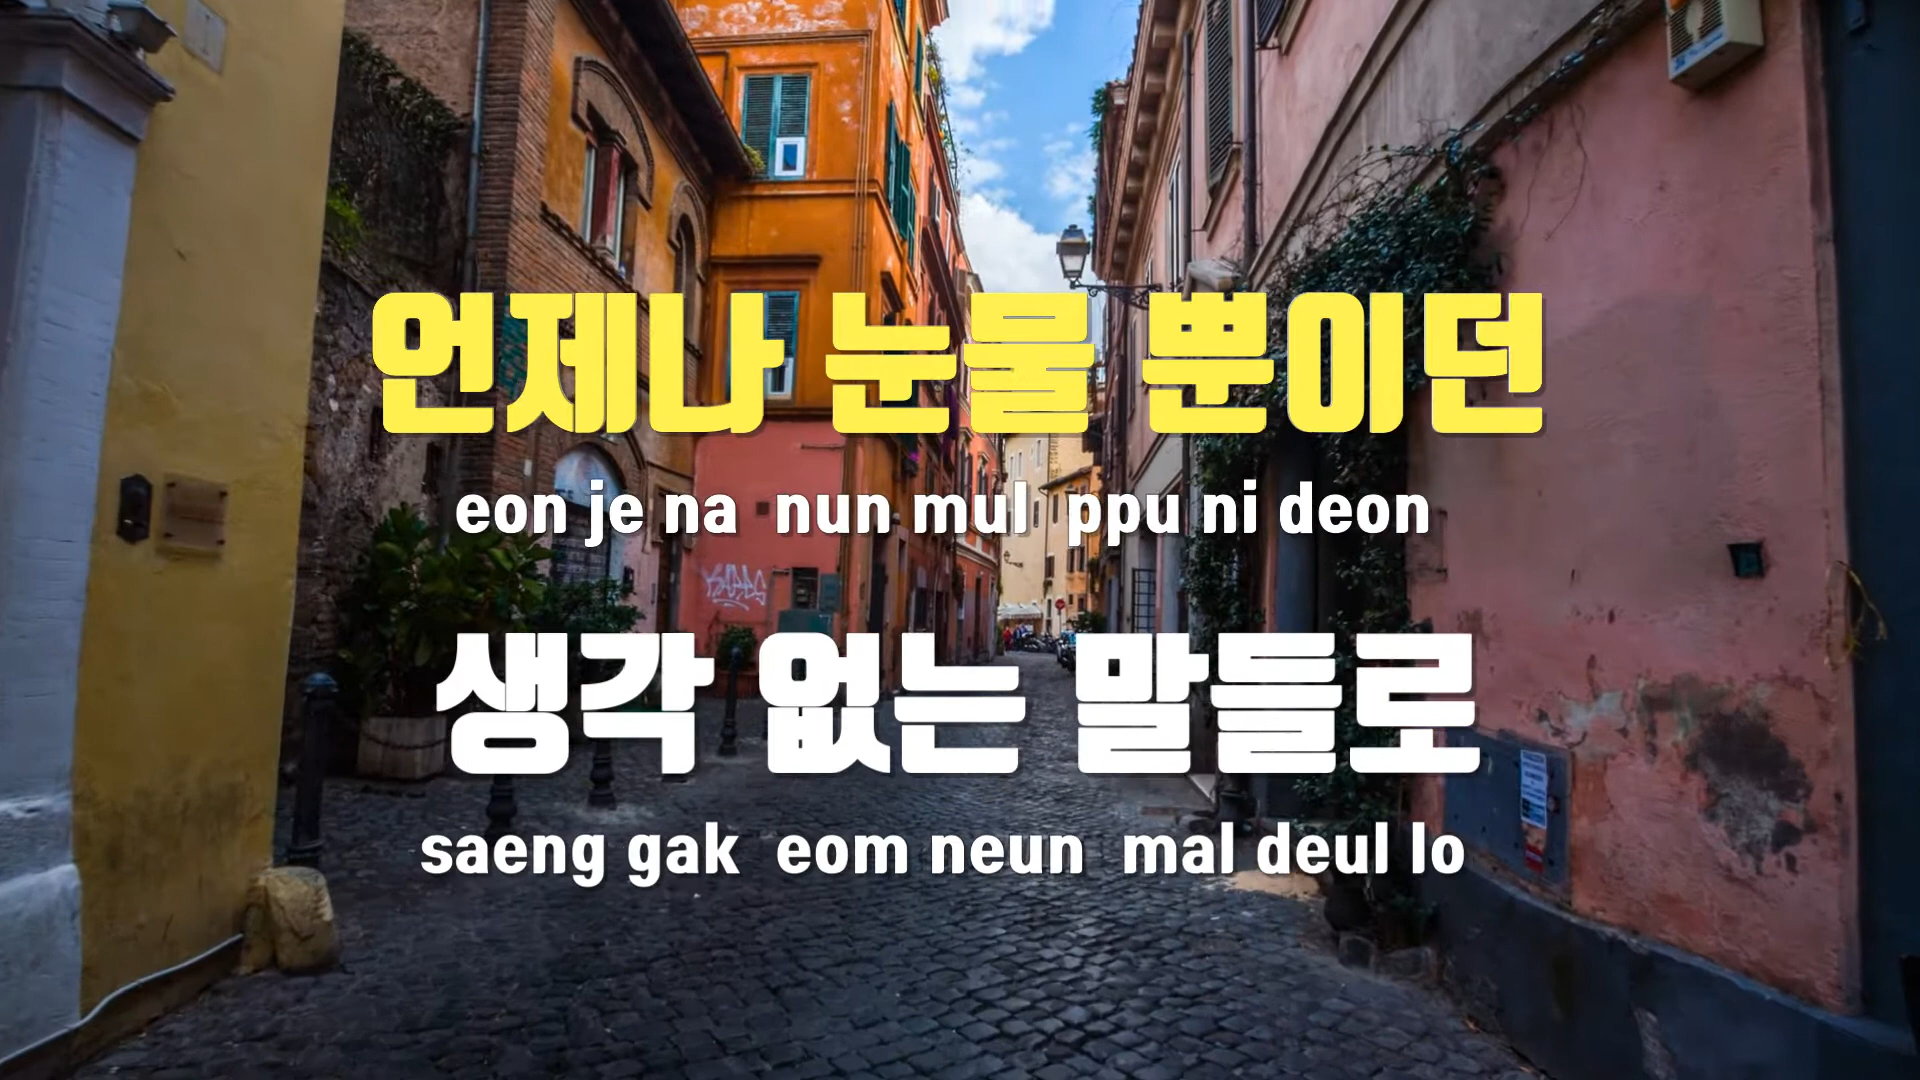 언제나 눈물 뿐이던
eon je na nun mul ppu ni deon
생각 없는 말들로
saeng gak eom neun mal deul lo